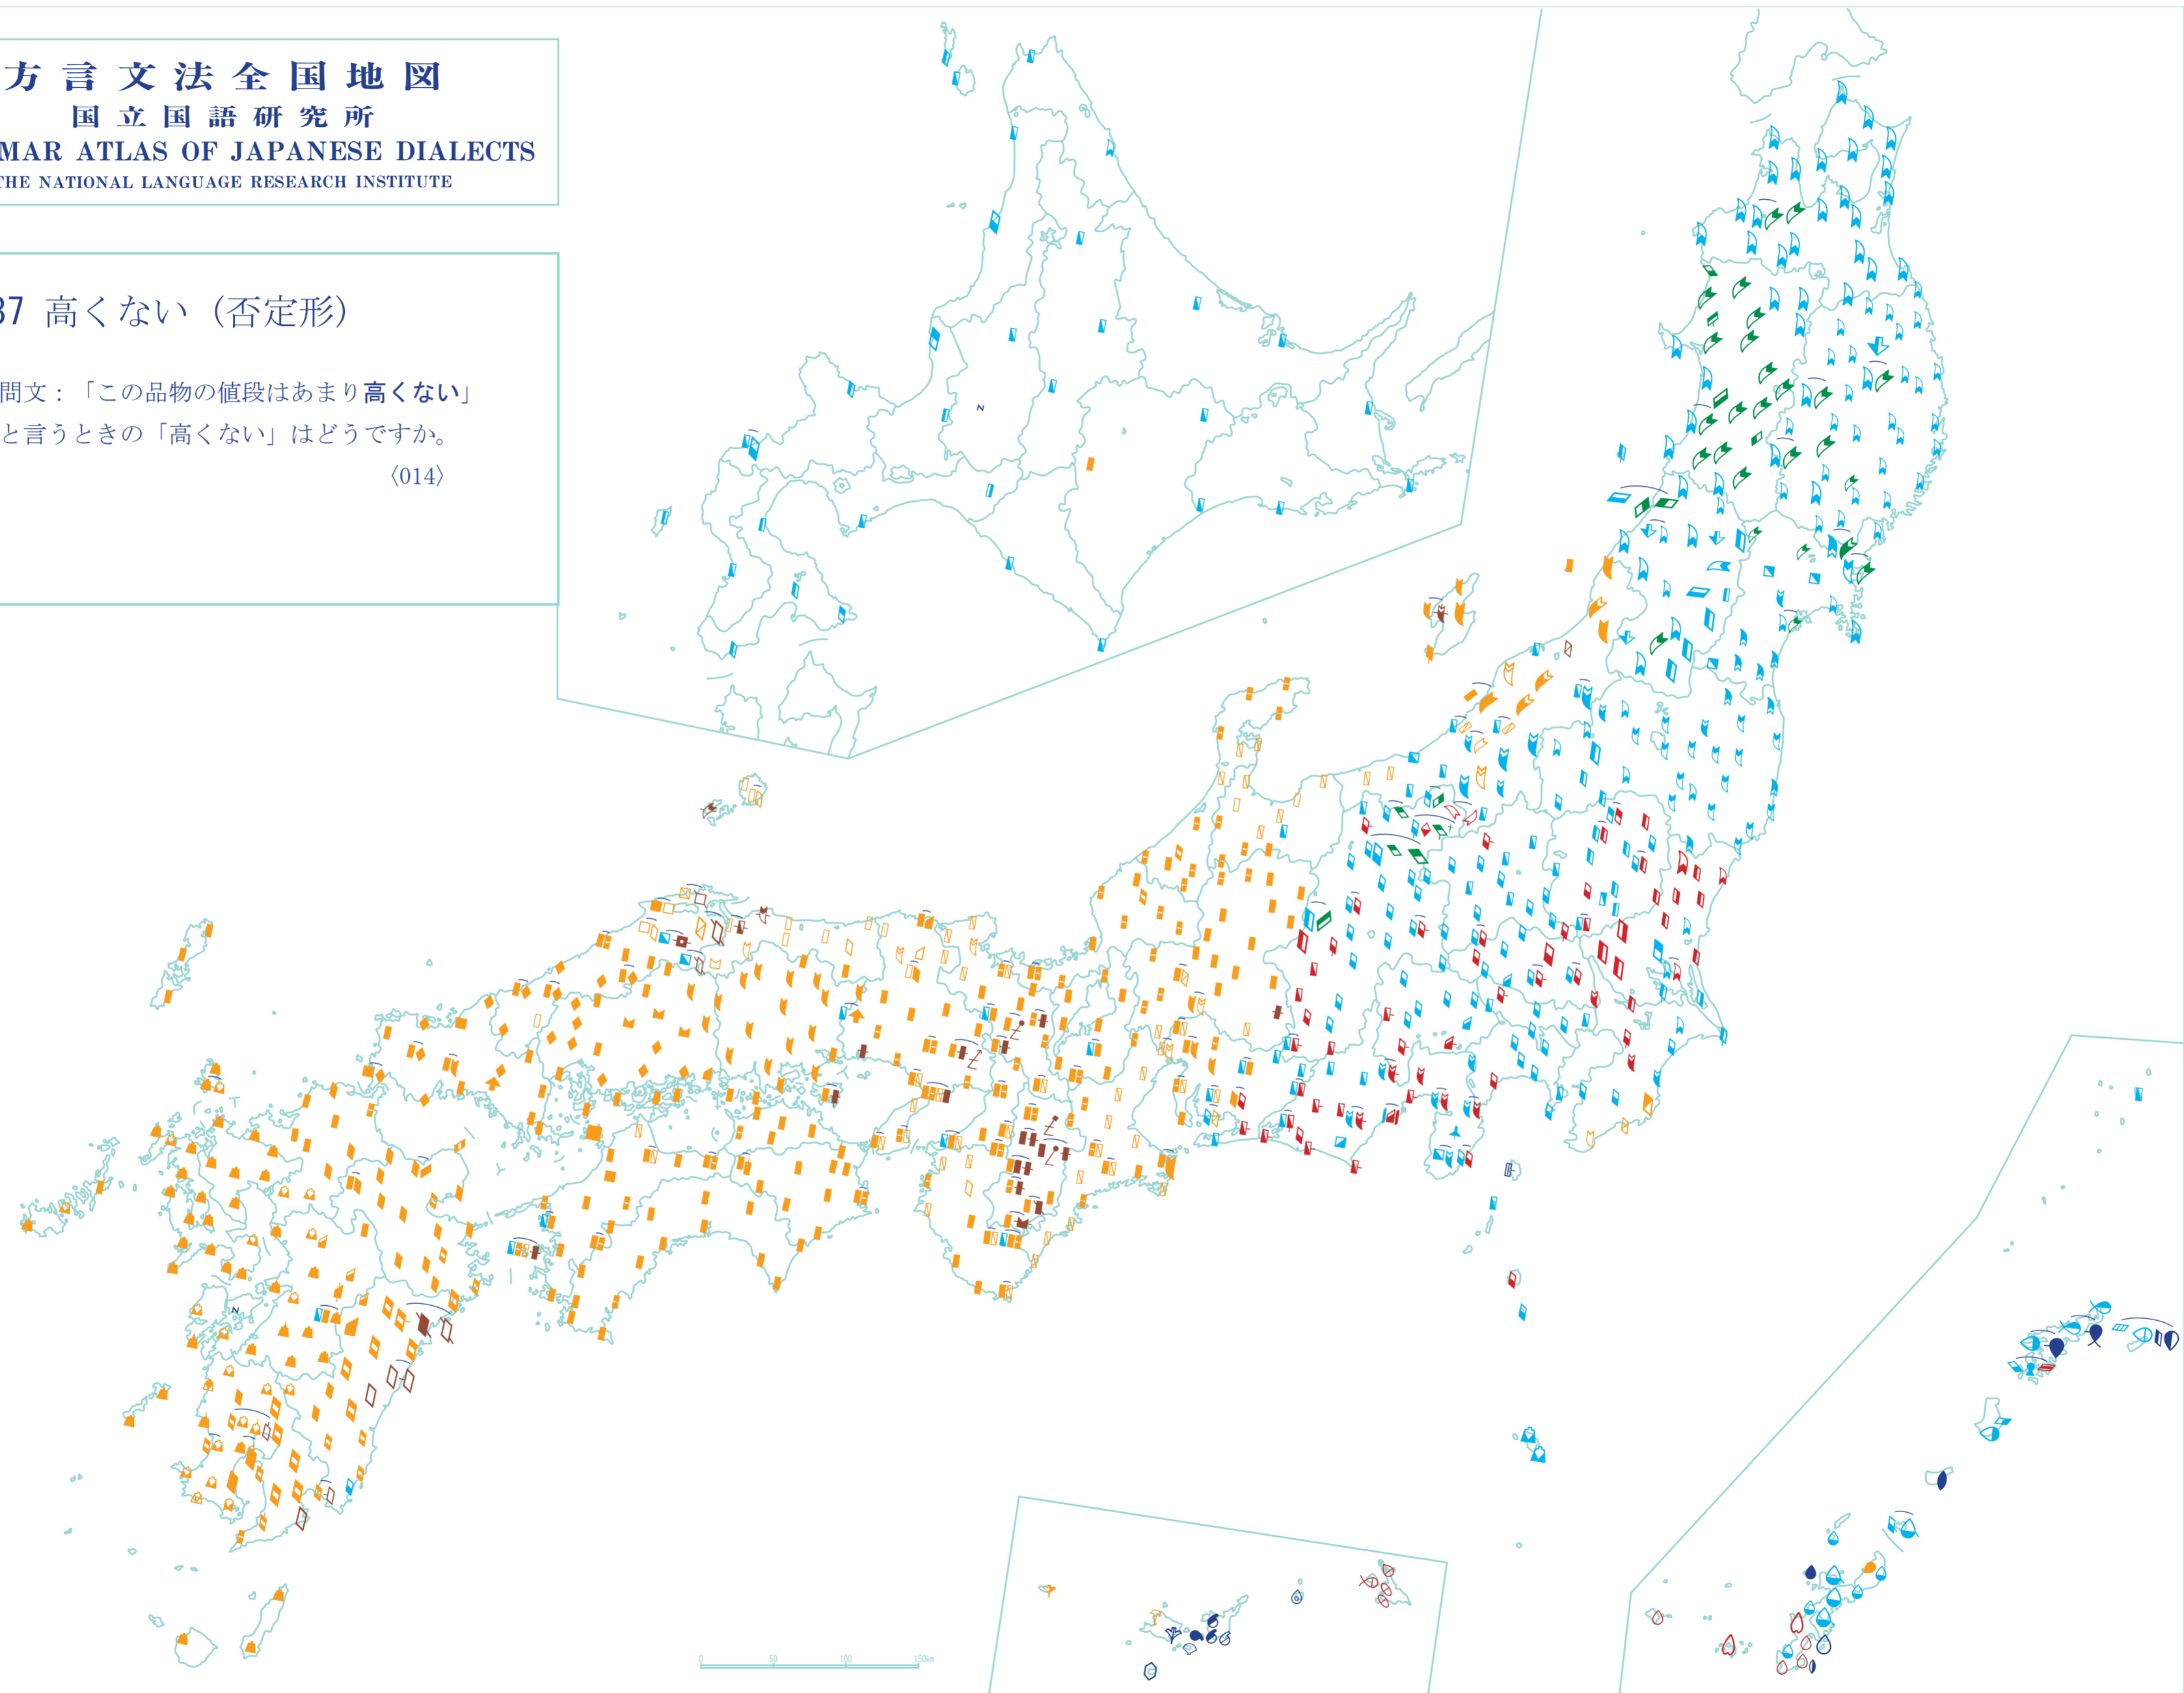 方言文法全国地図
国立国語研究所
MAR ATLAS OF JAPANESE DIALECTS
THE NATIONAL LANGUAGE RESEARCH INSTITUTE
37 高くない（否定形）
問文：「この品物の値段はあまり高くない」
と言うときの「高くない」はどうですか。
〈014〉
N
N
0 50 100 150km